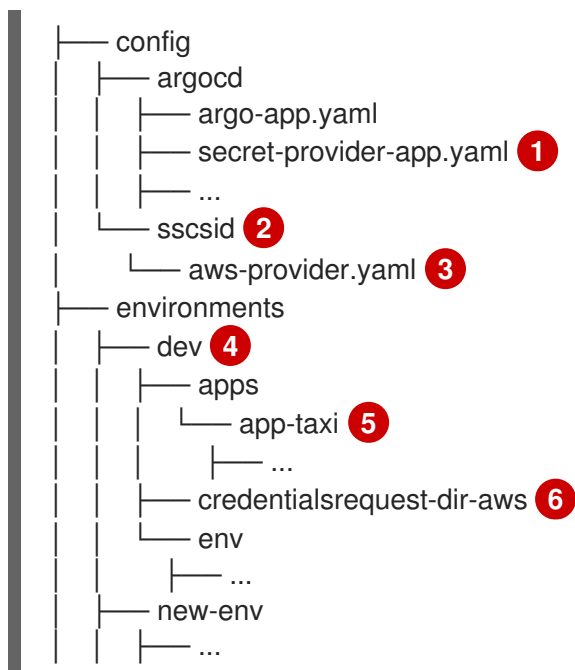 ├── config
│ ├── argocd
│ │ ├── argo-app.yaml
│ │ ├── secret-provider-app.yaml 1
│ │ ├── ...
│ └── sscsid 2
│ └── aws-provider.yaml 3
├── environments
│ ├── dev 4
│ │ ├── apps
│ │ │ └── app-taxi 5
│ │ │ ├── ...
│ │ ├── credentialsrequest-dir-aws 6
│ │ └── env
│ │ ├── ...
│ ├── new-env
│ │ ├── ...